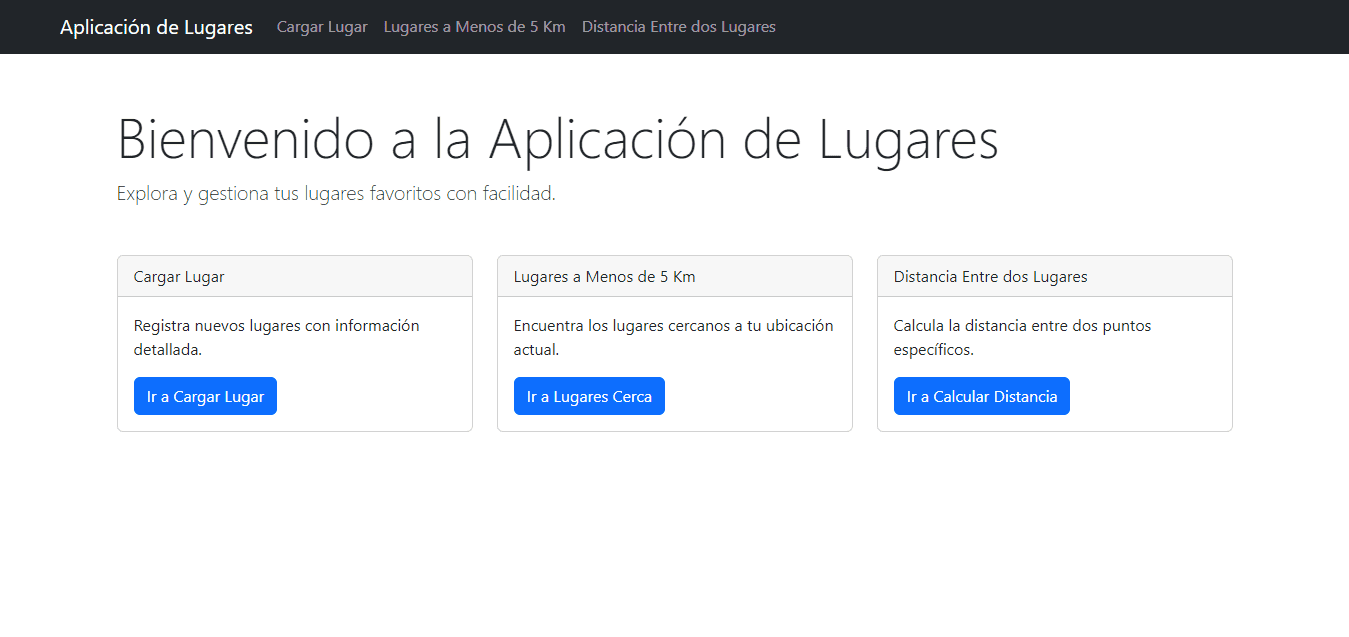 Aplicación de Lugares Cargar Lugar Lugares a Menos de 5 Km Distancia Entre dos Lugares
Bienvenido a la Aplicación de Lugares
Explora y gestiona tus lugares favoritos con facilidad.
Cargar Lugar
Registra nuevos lugares con información
detallada.
Ir a Cargar Lugar
Lugares a Menos de 5 Km
Encuentra los lugares cercanos a tu ubicación
actual.
Ir a Lugares Cerca
Distancia Entre dos Lugares
Calcula la distancia entre dos puntos
específicos.
Ir a Calcular Distancia